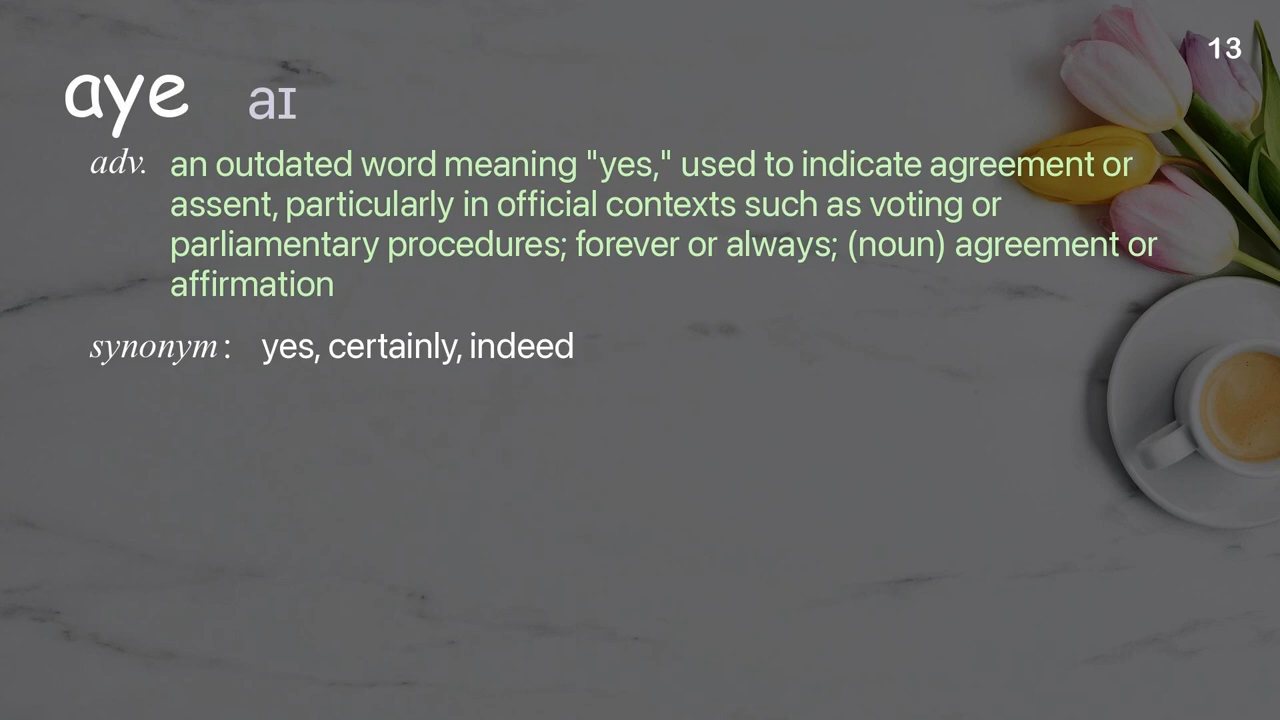 13
aye aɪ
adv. an outdated word meaning "yes," used to indicate agreement or
assent, particularly in official contexts such as voting or
parliamentary procedures; forever or always; (noun) agreement or
affirmation
synonym : yes, certainly, indeed